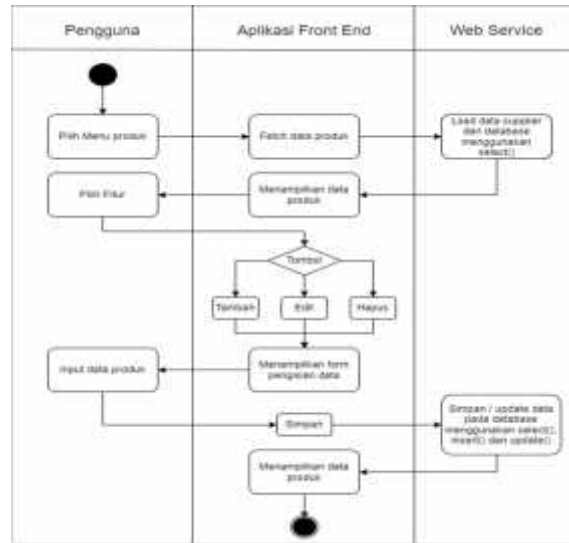 Pengguna
Aplikasi Front End
Web Service
Pilih Menu produk
Fetch data produk
Load data supplier
dari database
menggunakan
select()
Pilih Fitur
Menampilkan data
produk
Tombol
Tambah
Edit
Hapus
Input data produk
Menampilkan form
pengisian data
Simpan
Simpan / update data
pada database
menggunakan select(),
insert() dan update()
Menampilkan data
produk